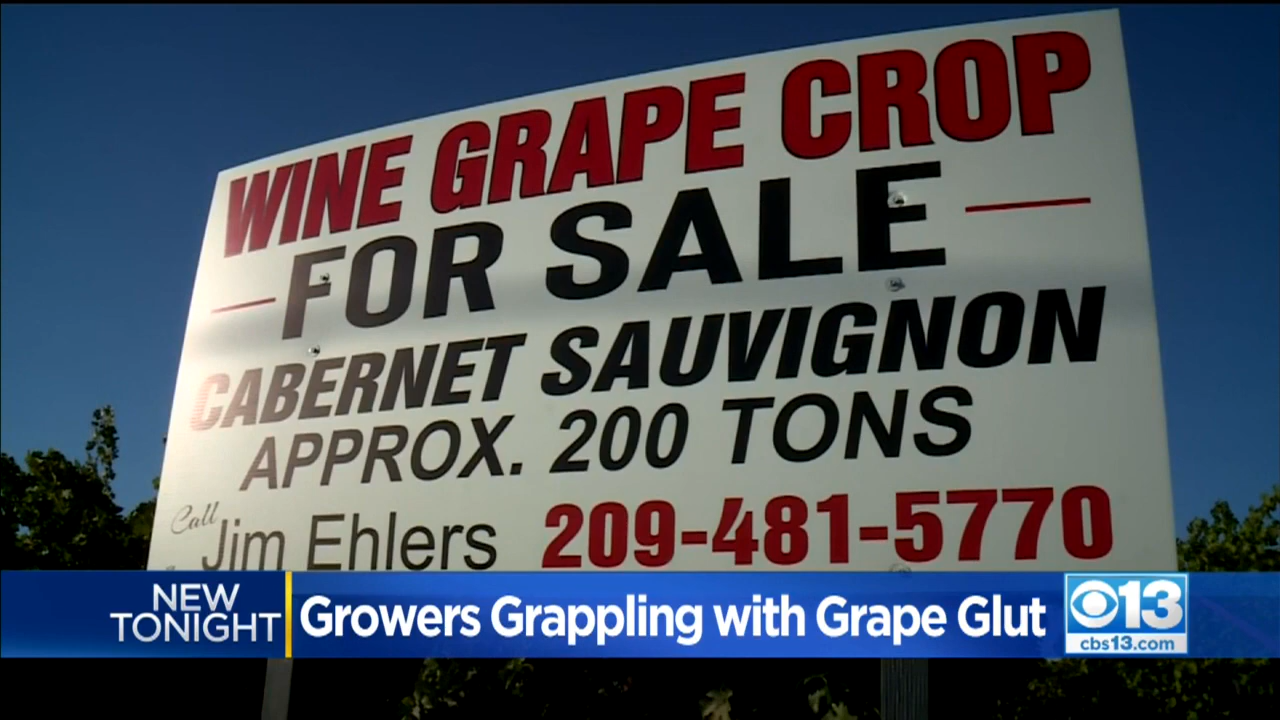 WINE GRAPE CROP
FOR SALE
CABERNET SAUVIGNON
APPROX. 200 TONS
Call
Jim Ehlers 209-481-5770
NEW
TONIGHT
Growers Grappling with Grape Glut
13
cbs13.com